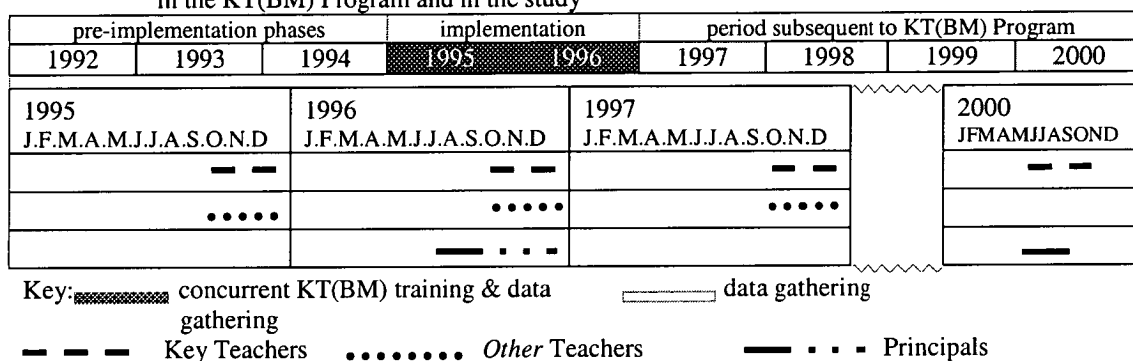 in the KT(BM) Program and in the study
pre-implementation phases implementation period subsequent to KT(BM) Program
1992 1993 1994 1995 1996 1997 1998 1999 2000
1995 1996 1997 2000
J.F.M.A.M.J.J.A.S.O.N.D J.F.M.A.M.J.J.A.S.O.N.D J.F.M.A.M.J.J.A.S.O.N.D JFMAMJJASOND
Key: concurrent KT(BM) training & data data gathering
gathering
Key Teachers Other Teachers Principals